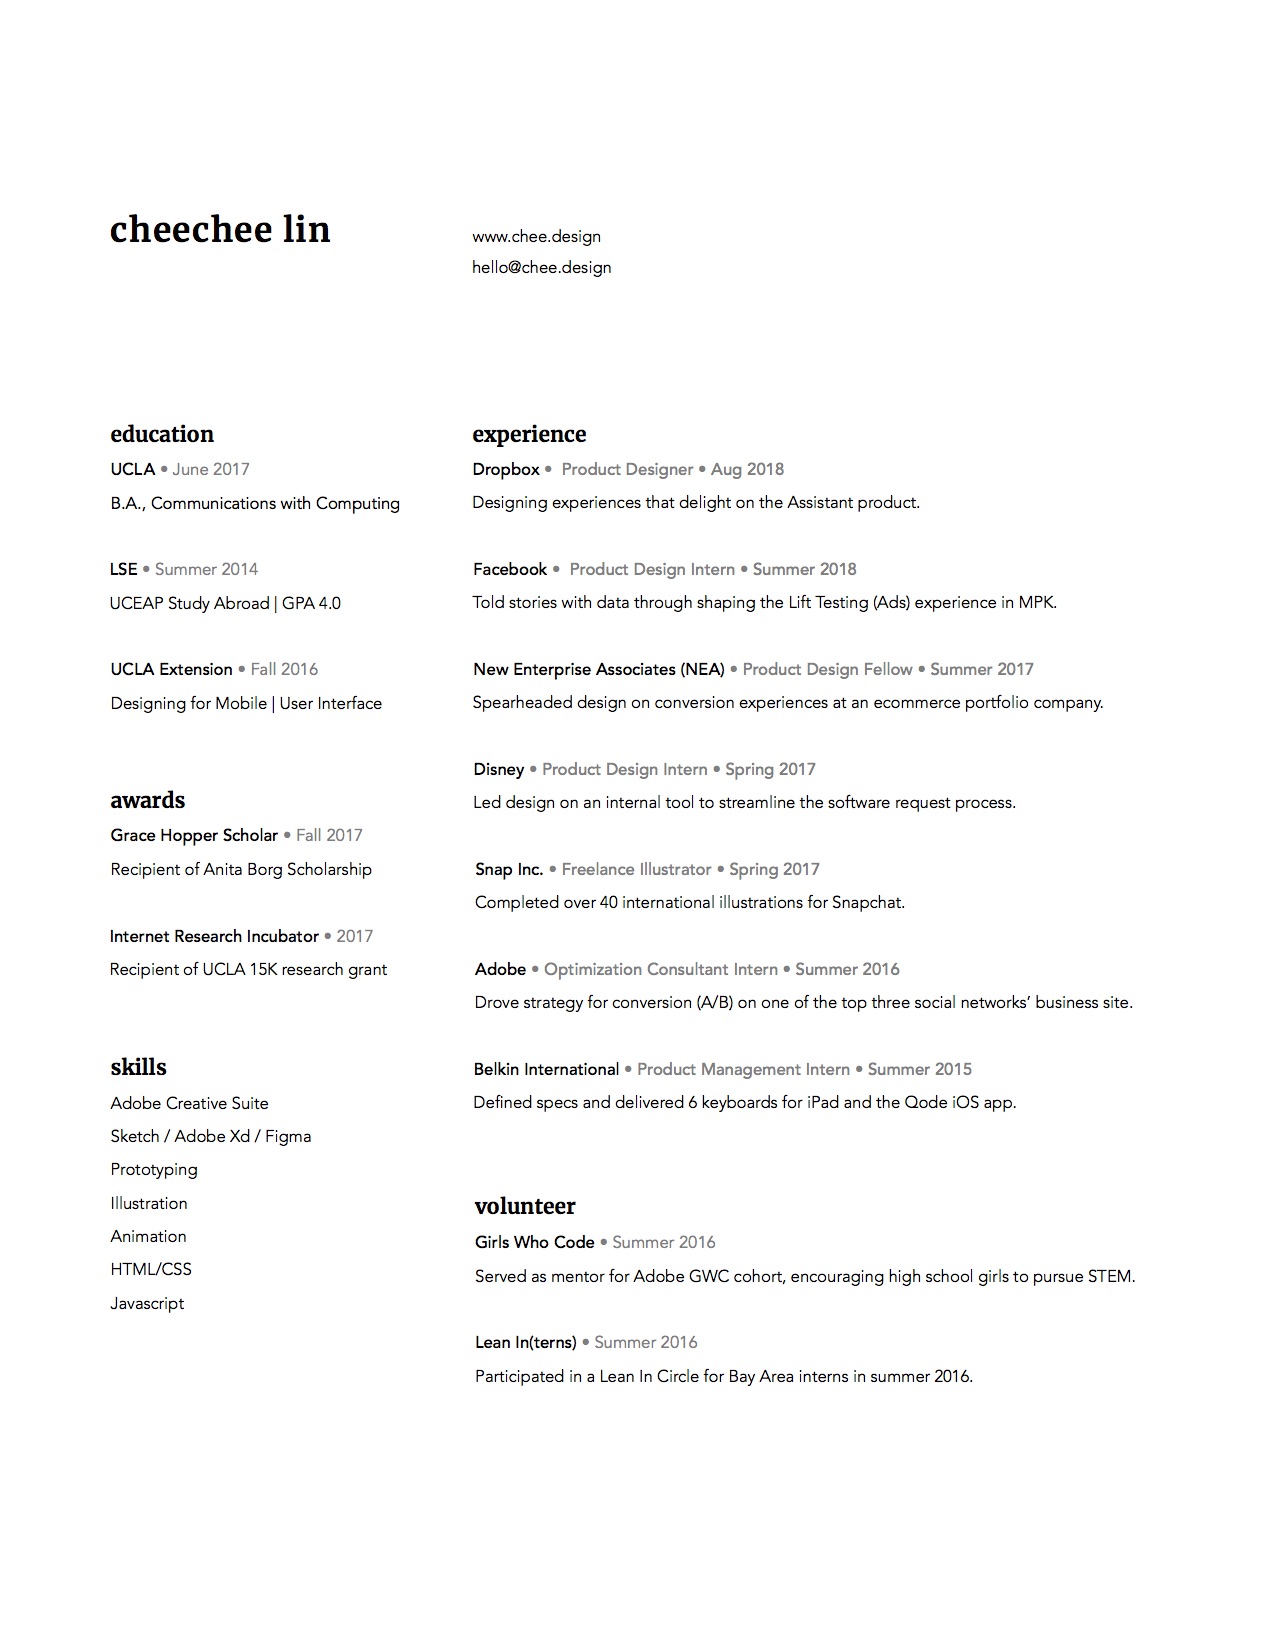 cheechee lin
www.chee.design
hello@chee.design
education
UCLA • June 2017
B.A., Communications with Computing
LSE • Summer 2014
UCEAP Study Abroad | GPA 4.0
UCLA Extension • Fall 2016
Designing for Mobile | User Interface
awards
Grace Hopper Scholar • Fall 2017
Recipient of Anita Borg Scholarship
Internet Research Incubator • 2017
Recipient of UCLA 15K research grant
skills
Adobe Creative Suite
Sketch / Adobe Xd / Figma
Prototyping
Illustration
Animation
HTML/CSS
Javascript
experience
Dropbox • Product Designer • Aug 2018
Designing experiences that delight on the Assistant product.
Facebook • Product Design Intern • Summer 2018
Told stories with data through shaping the Lift Testing (Ads) experience in MPK.
New Enterprise Associates (NEA) • Product Design Fellow • Summer 2017
Spearheaded design on conversion experiences at an ecommerce portfolio company.
Disney • Product Design Intern • Spring 2017
Led design on an internal tool to streamline the software request process.
Snap Inc. • Freelance Illustrator • Spring 2017
Completed over 40 international illustrations for Snapchat.
Adobe • Optimization Consultant Intern • Summer 2016
Drove strategy for conversion (A/B) on one of the top three social networks’ business site.
Belkin International • Product Management Intern • Summer 2015
Defined specs and delivered 6 keyboards for iPad and the Qode iOS app.
volunteer
Girls Who Code • Summer 2016
Served as mentor for Adobe GWC cohort, encouraging high school girls to pursue STEM.
Lean In(terns) • Summer 2016
Participated in a Lean In Circle for Bay Area interns in summer 2016.